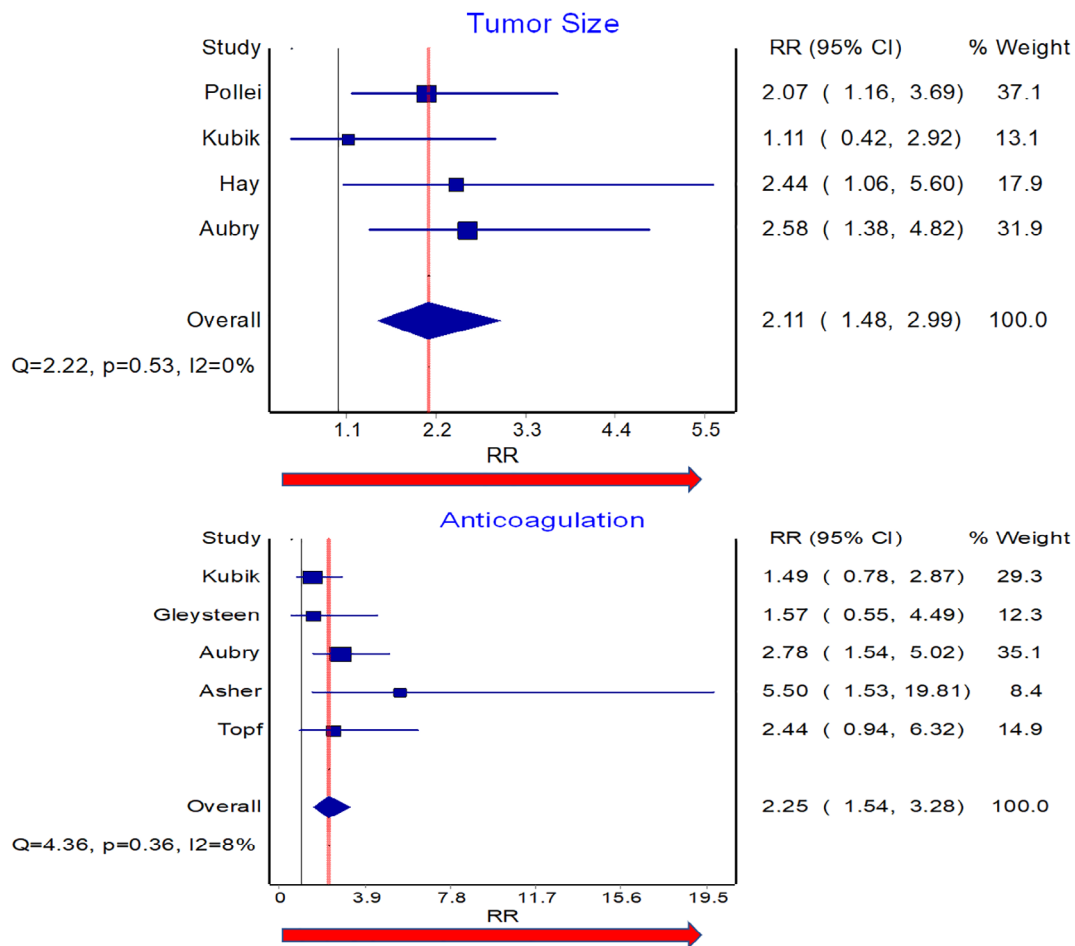 Tumor Size
Study RR (95% CI) % Weight
Pollei 2.07 ( 1.16, 3.69) 37.1
Kubik 1.11 ( 0.42, 2.92) 13.1
Hay 2.44 ( 1.06, 5.60) 17.9
Aubry 2.58 ( 1.38, 4.82) 31.9
Overall 2.11 ( 1.48, 2.99) 100.0
Q=2.22, p=0.53, I2=0%
1.1 2.2 3.3 4.4 5.5
RR
Anticoagulation
Study RR (95% CI) % Weight
Kubik 1.49 ( 0.78, 2.87) 29.3
Gleysteen 1.57 ( 0.55, 4.49) 12.3
Aubry 2.78 ( 1.54, 5.02) 35.1
Asher 5.50 ( 1.53, 19.81) 8.4
Topf 2.44 ( 0.94, 6.32) 14.9
Overall 2.25 ( 1.54, 3.28) 100.0
Q=4.36, p=0.36, I2=8%
0 3.9 7.8 11.7 15.6 19.5
RR